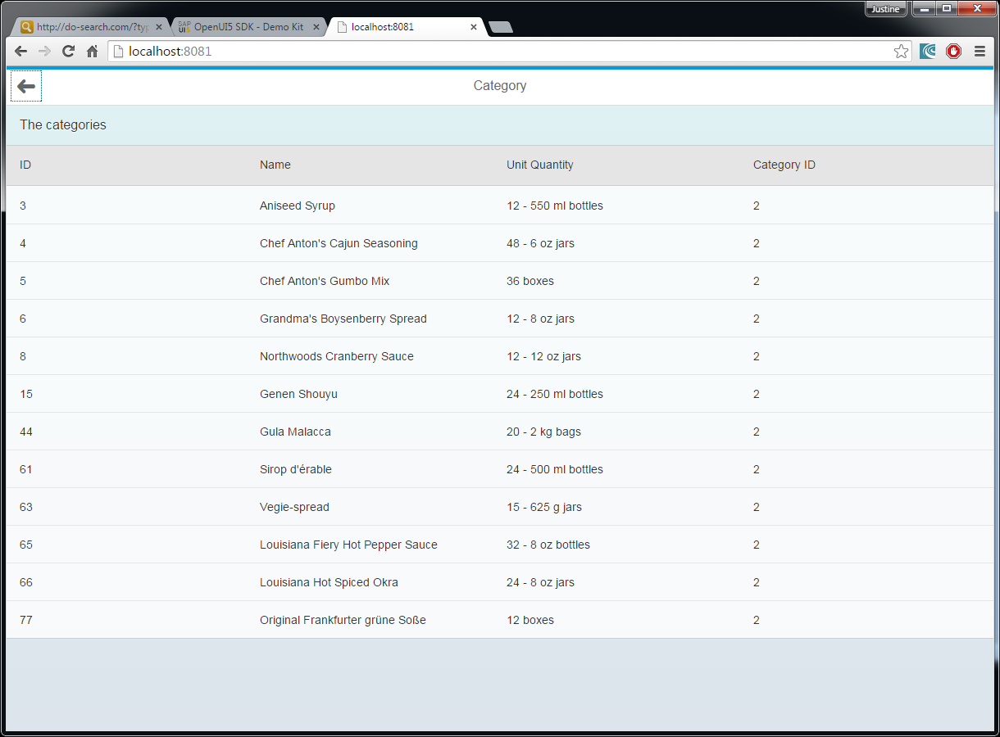 Justine
http://do-search.com/?typ
SAP UI5 OpenUI5 SDK - Demo Kit
localhost:8081
localhost:8081
Category
The categories
ID Name Unit Quantity Category ID
3 Aniseed Syrup 12 - 550 ml bottles 2
4 Chef Anton's Cajun Seasoning 48 - 6 oz jars 2
5 Chef Anton's Gumbo Mix 36 boxes 2
6 Grandma's Boysenberry Spread 12 - 8 oz jars 2
8 Northwoods Cranberry Sauce 12 - 12 oz jars 2
15 Genen Shouyu 24 - 250 ml bottles 2
44 Gula Malacca 20 - 2 kg bags 2
61 Sirop d'érable 24 - 500 ml bottles 2
63 Vegie-spread 15 - 625 g jars 2
65 Louisiana Fiery Hot Pepper Sauce 32 - 8 oz bottles 2
66 Louisiana Hot Spiced Okra 24 - 8 oz jars 2
77 Original Frankfurter grüne Soße 12 boxes 2